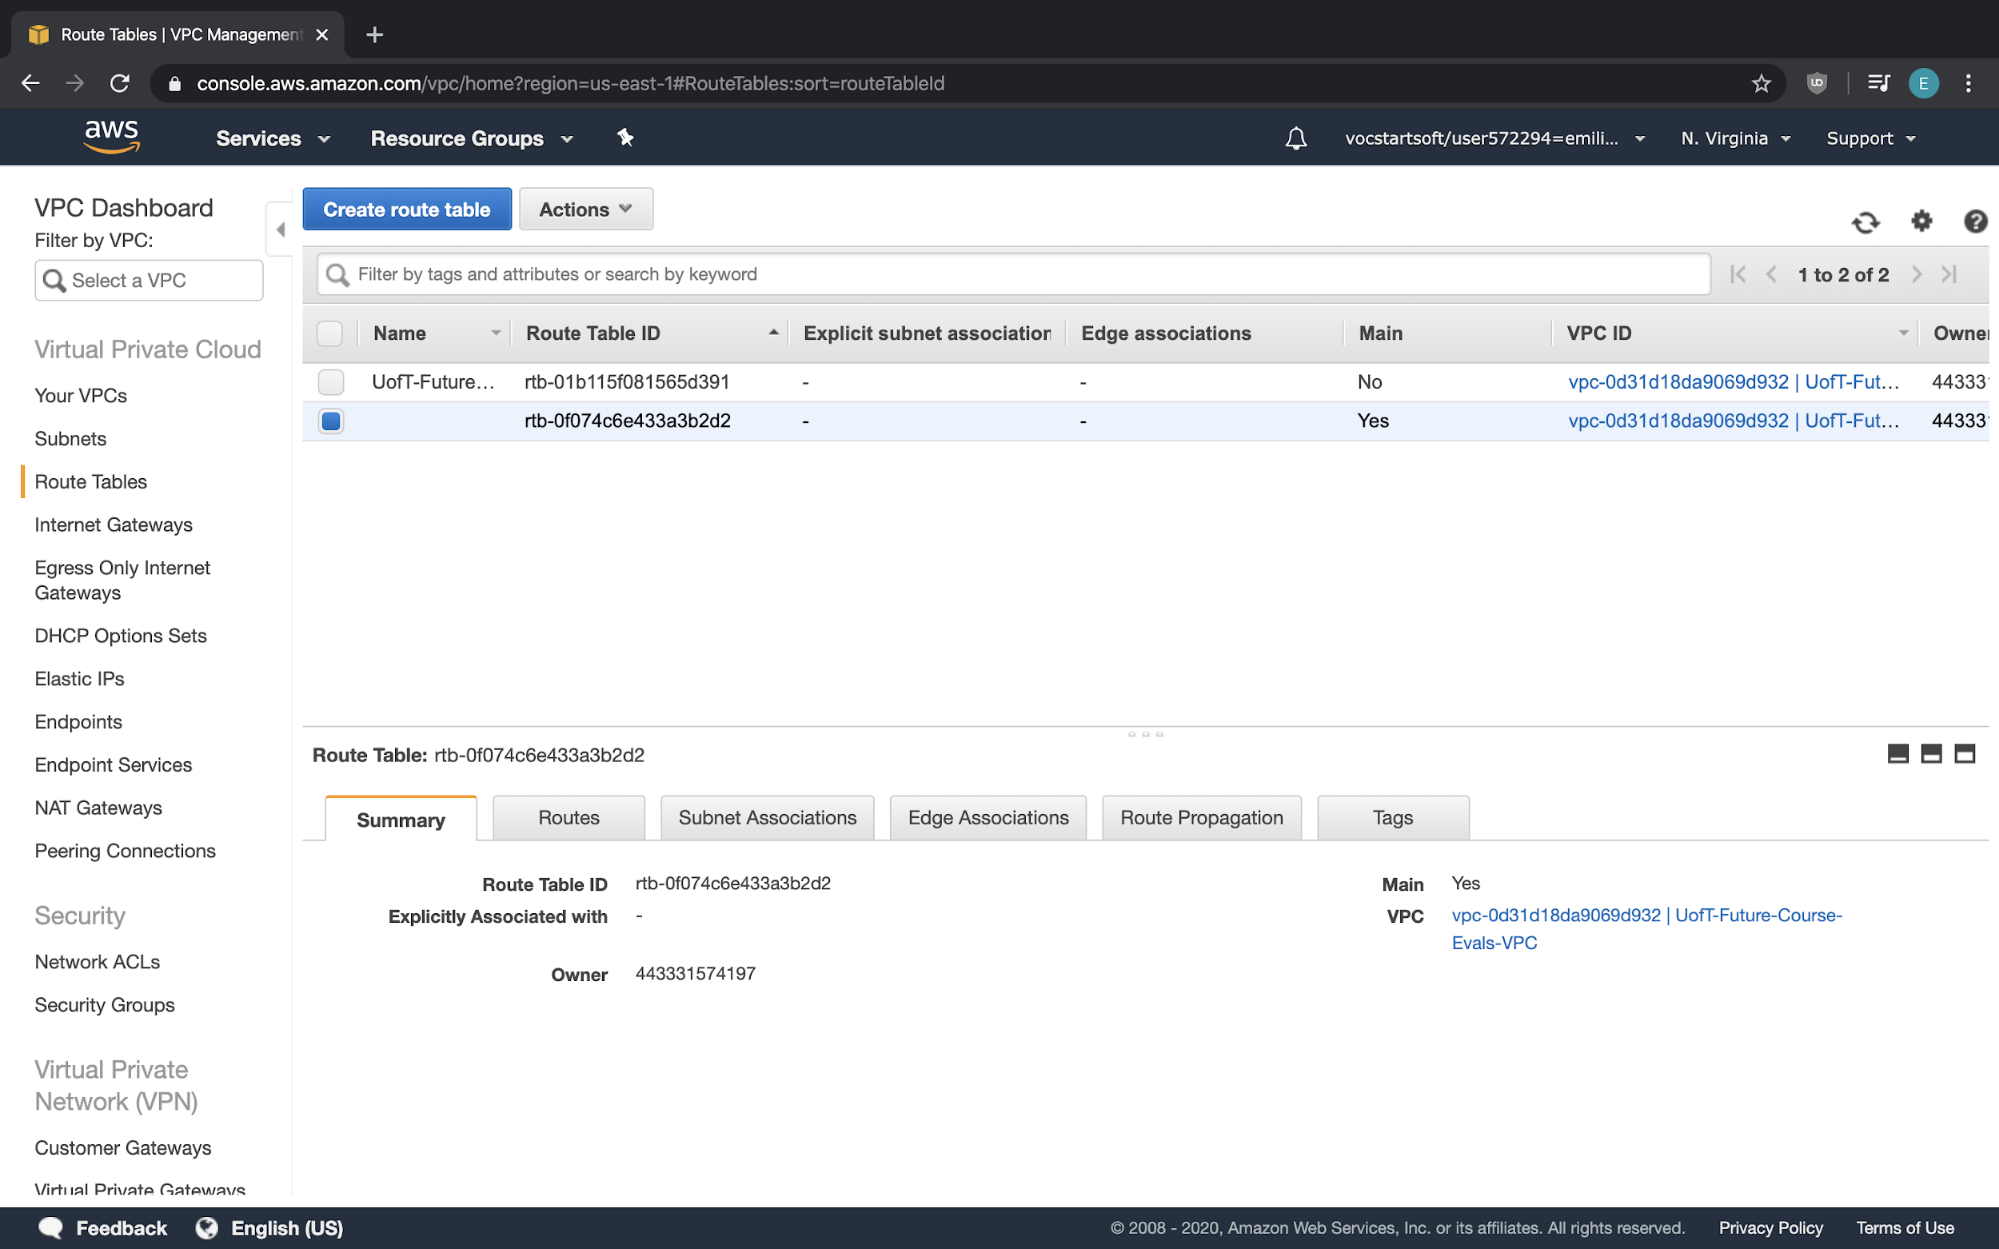 Route Tables | VPC Management
console.aws.amazon.com/vpc/home?region=us-east-1#RouteTables:sort=routeTableId
E
aws
Services
Resource Groups
vocstartsoft/user572294=emili...
N. Virginia
Support
VPC Dashboard
Filter by VPC:
Select a VPC
Virtual Private Cloud
Your VPCs
Subnets
Route Tables
Internet Gateways
Egress Only Internet
Gateways
DHCP Options Sets
Elastic IPs
Endpoints
Endpoint Services
NAT Gateways
Peering Connections
Security
Network ACLs
Security Groups
Virtual Private
Network (VPN)
Customer Gateways
Virtual Private Gateways
Create route table
Actions
Filter by tags and attributes or search by keyword
1 to 2 of 2
Name Route Table ID Explicit subnet association Edge associations Main VPC ID Owner
UofT-Future... rtb-01b115f081565d391 - - No vpc-0d31d18da9069d932 | UofT-Fut... 44333
rtb-0f074c6e433a3b2d2 - - Yes vpc-0d31d18da9069d932 | UofT-Fut... 44333
Route Table: rtb-0f074c6e433a3b2d2
Summary Routes Subnet Associations Edge Associations Route Propagation Tags
Route Table ID rtb-0f074c6e433a3b2d2
Explicitly Associated with -
Owner 443331574197
Main Yes
VPC vpc-0d31d18da9069d932 | UofT-Future-Course-
Evals-VPC
Feedback
English (US)
© 2008 - 2020, Amazon Web Services, Inc. or its affiliates. All rights reserved.
Privacy Policy
Terms of Use